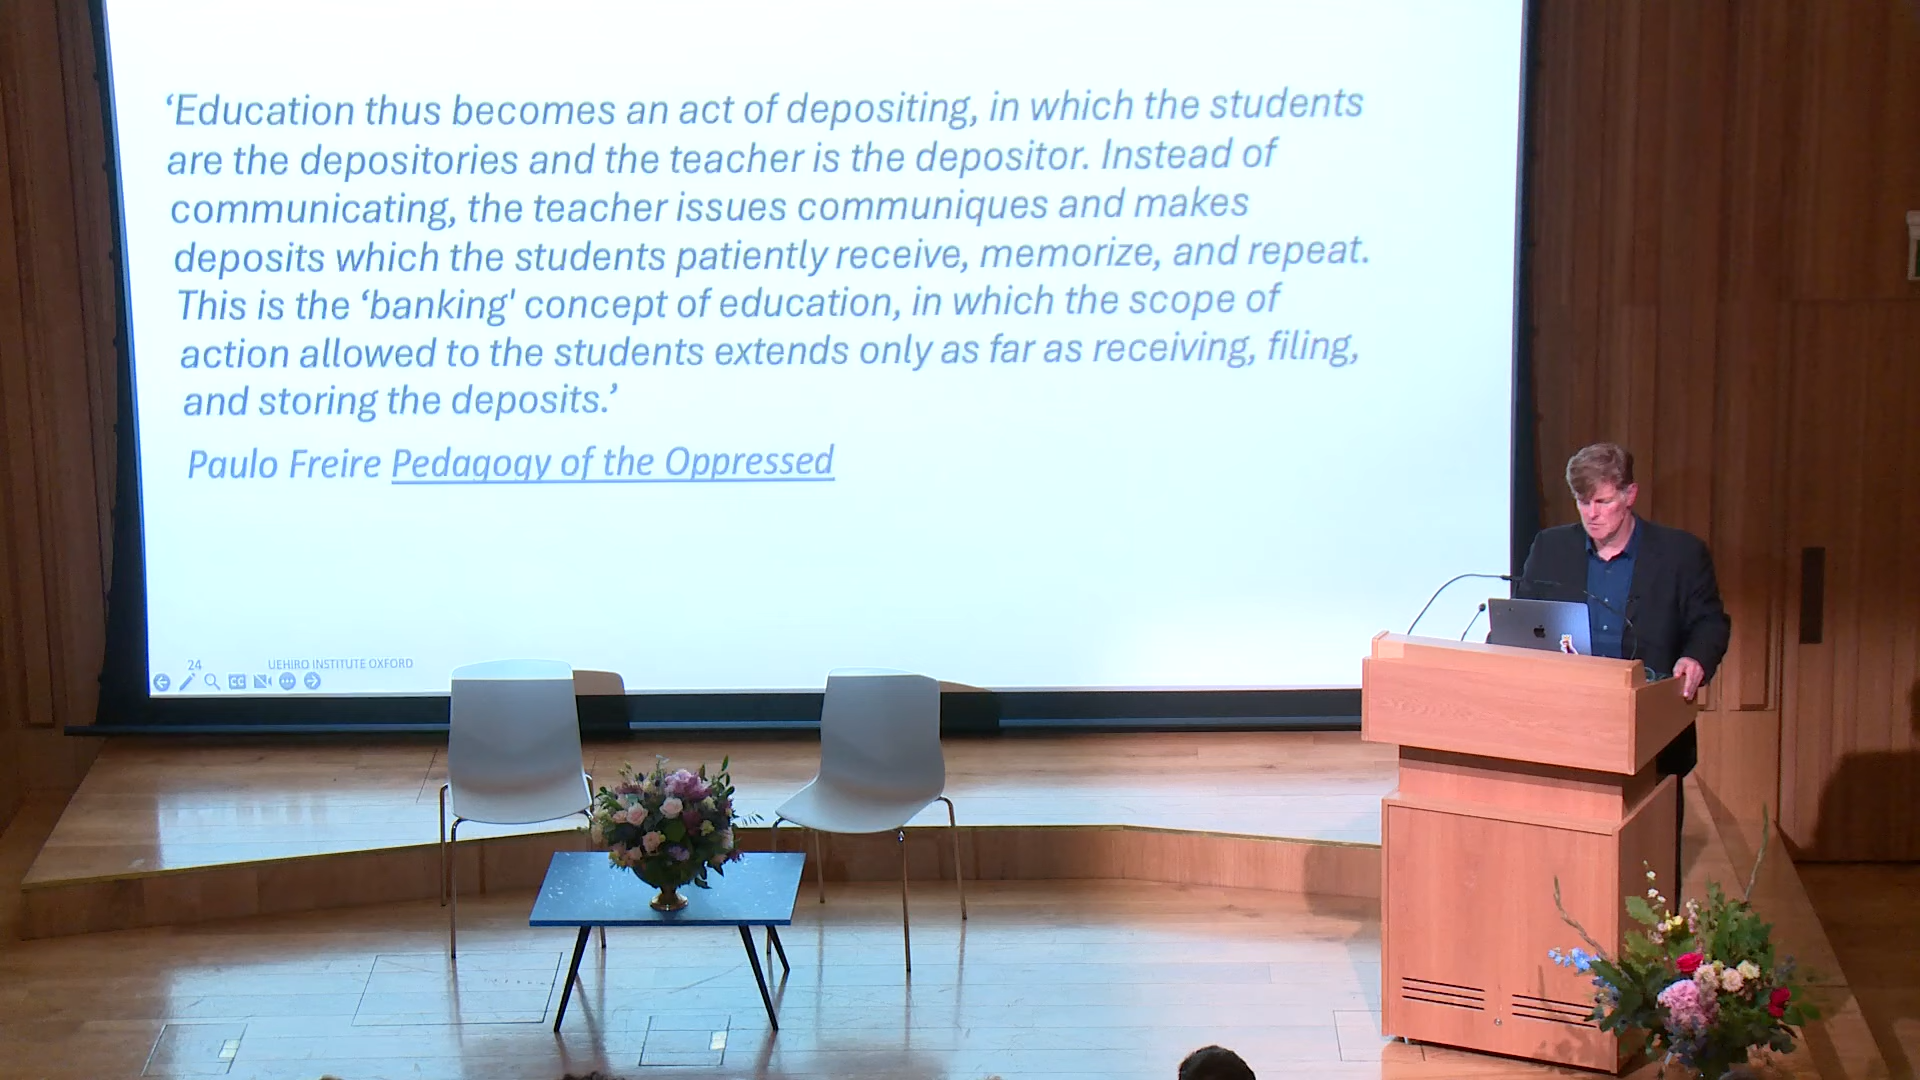 ‘Education thus becomes an act of depositing, in which the students
are the depositories and the teacher is the depositor. Instead of
communicating, the teacher issues communiques and makes
deposits which the students patiently receive, memorize, and repeat.
This is the ‘banking' concept of education, in which the scope of
action allowed to the students extends only as far as receiving, filing,
and storing the deposits.’
Paulo Freire Pedagogy of the Oppressed
24 UEHIRO INSTITUTE OXFORD
CC